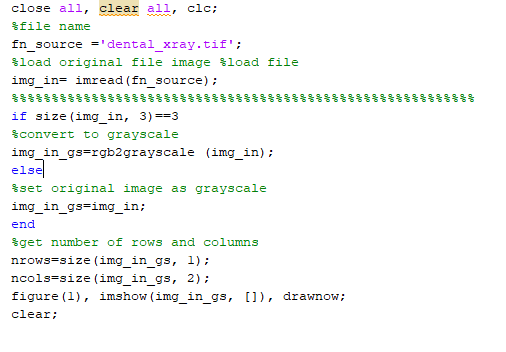 close all, clear all, clc;
%file name
fn_source ='dental_xray.tif';
%load original file image %load file
img_in= imread(fn_source);
%%%%%%%%%%%%%%%%%%%%%%%%%%%%%%%%%%%%%%%%%%%%%%%%%%%%%%%%%%
if size(img_in, 3)==3
%convert to grayscale
img_in_gs=rgb2grayscale (img_in);
else
%set original image as grayscale
img_in_gs=img_in;
end
%get number of rows and columns
nrows=size(img_in_gs, 1);
ncols=size(img_in_gs, 2);
figure(1), imshow(img_in_gs, []), drawnow;
clear;